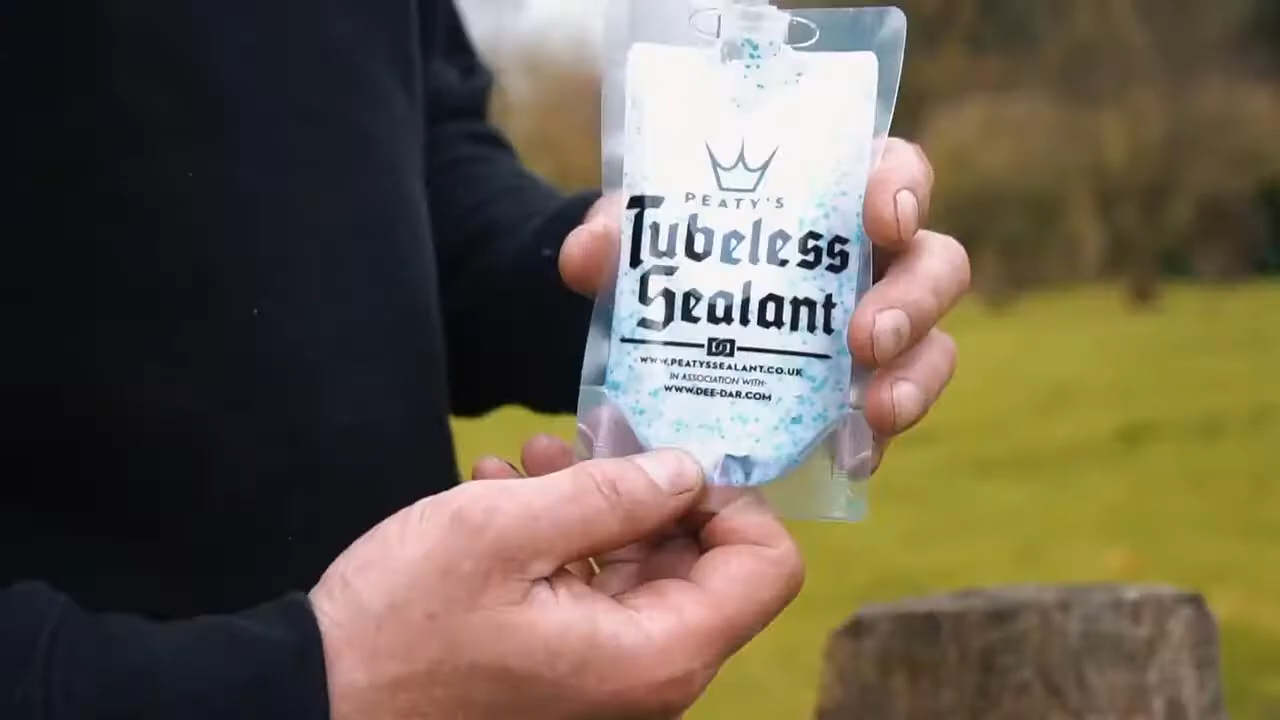 PEATY'S
Tubeless
Sealant
WWW.PEATYSSEALANT.CO.UK
IN ASSOCIATION WITH-
WWW.DEE-DAR.COM